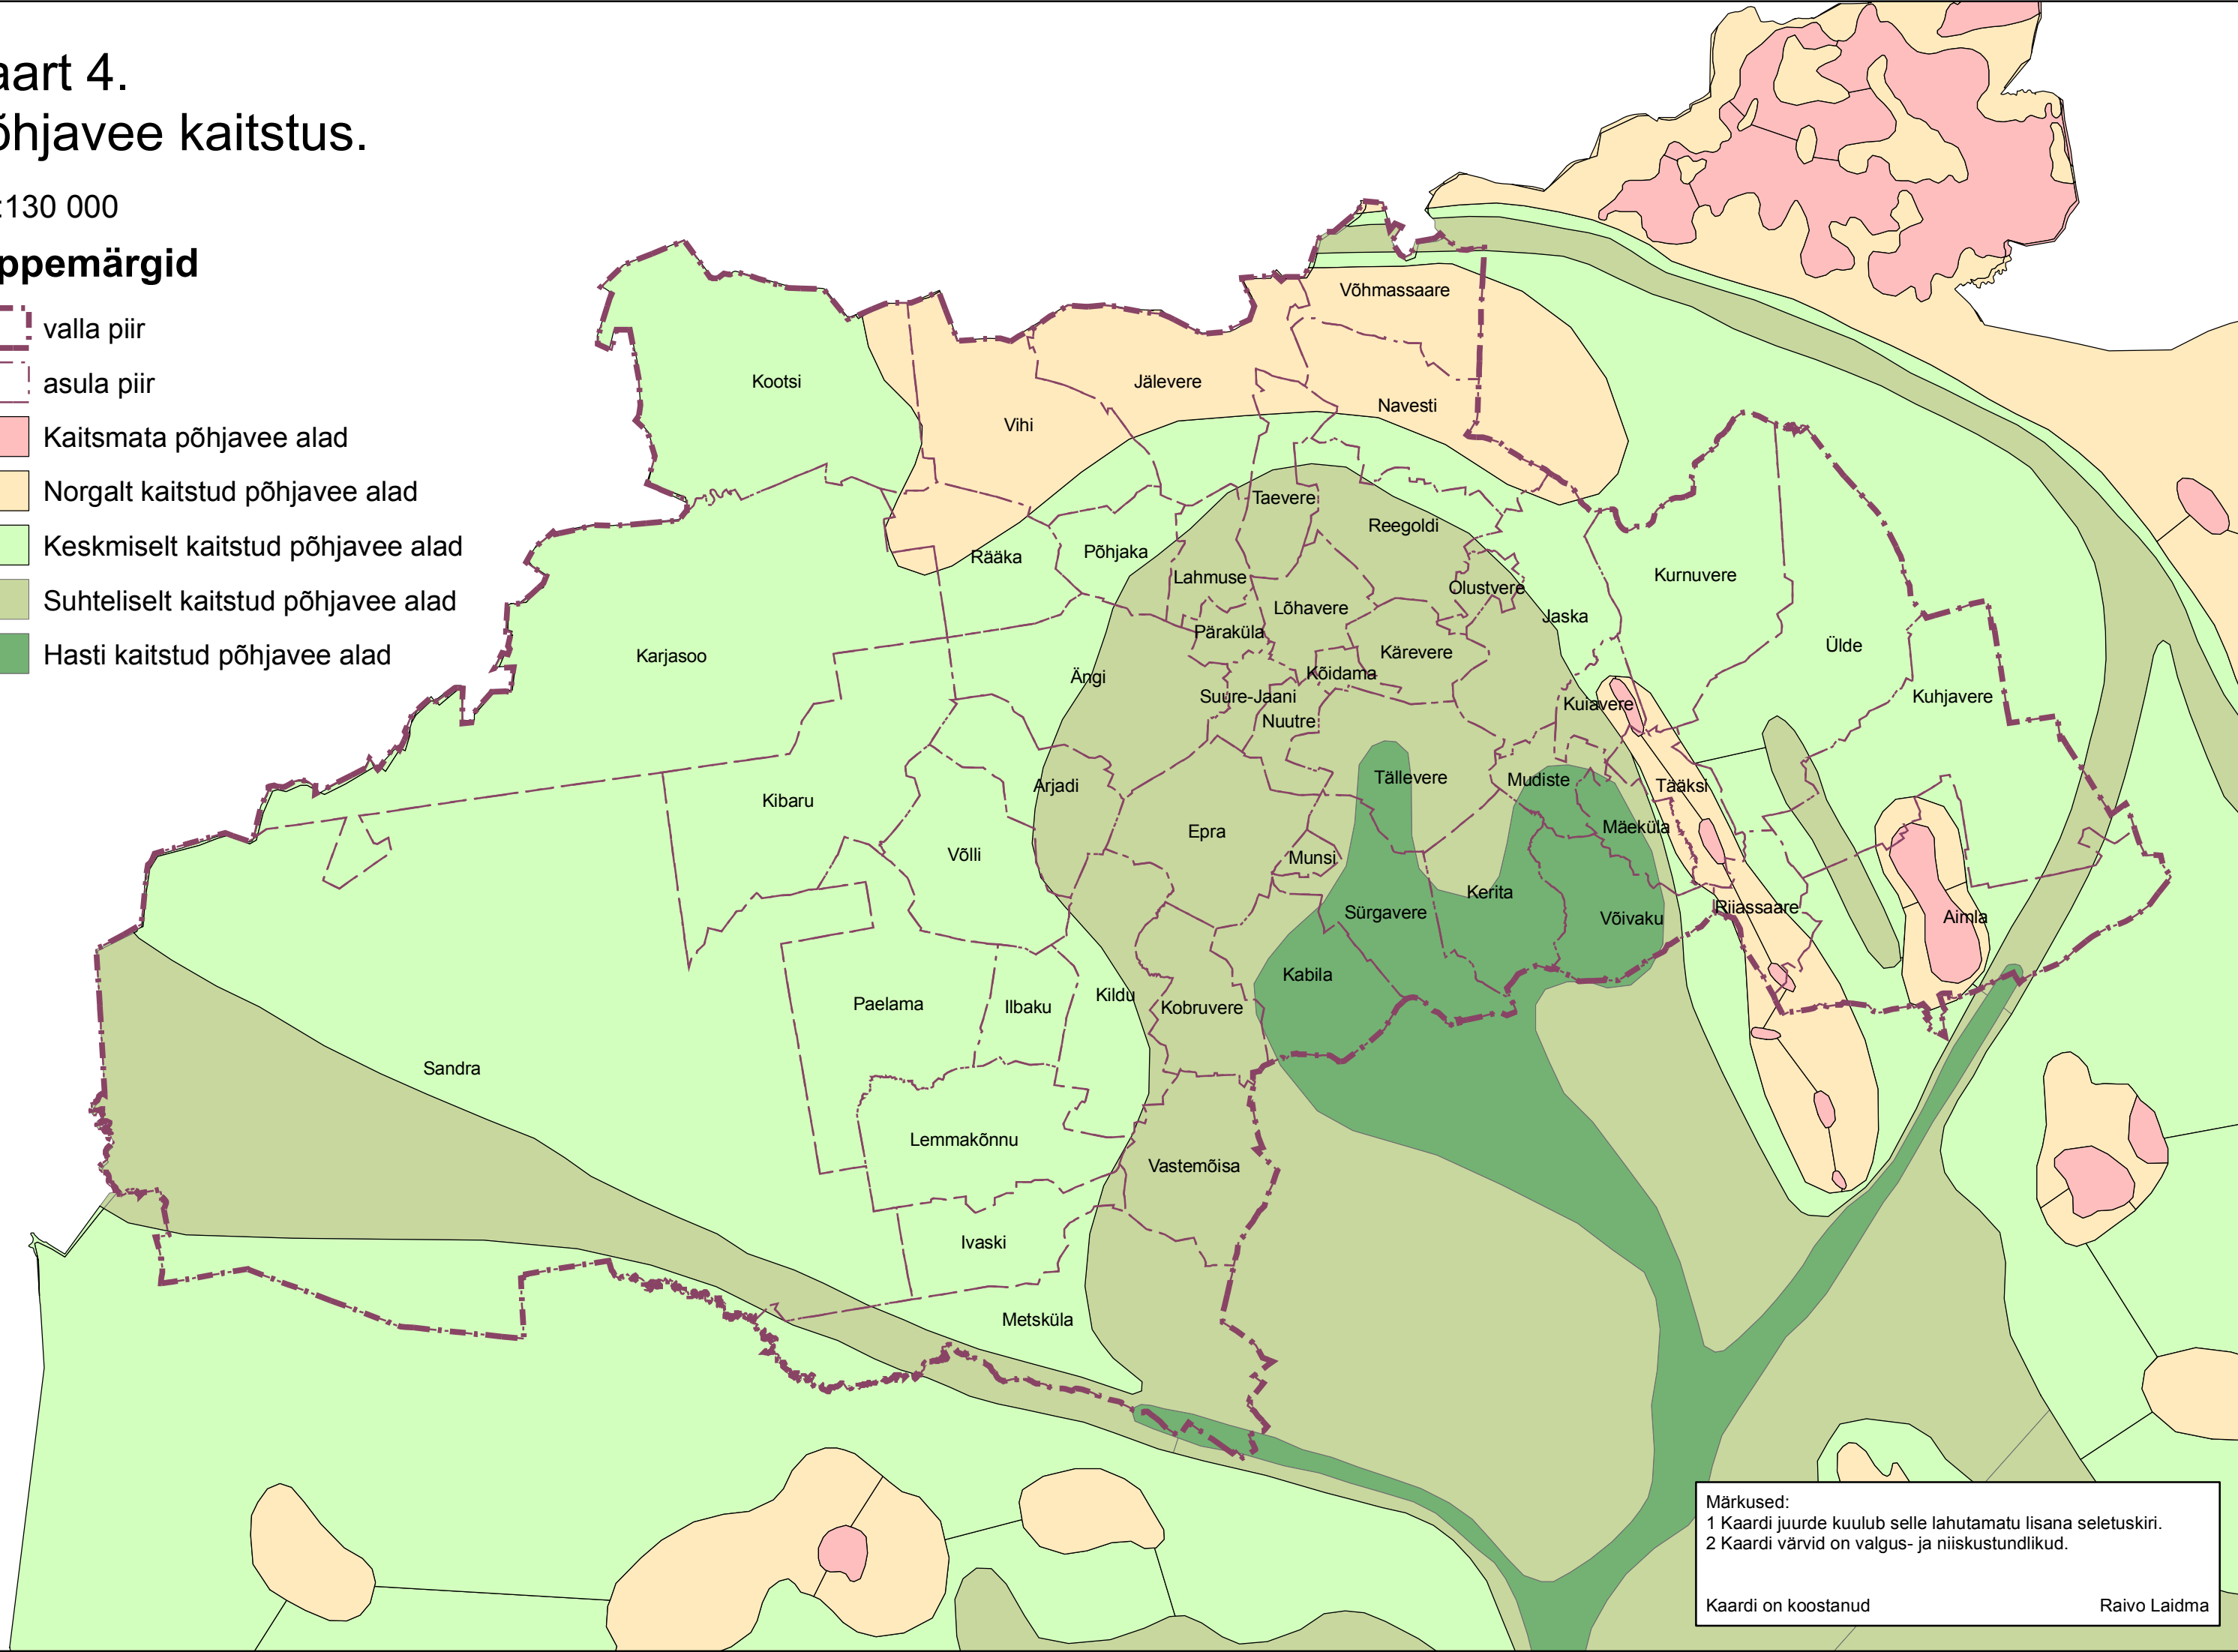 aart 4.
õhjavee kaitstus.
:130 000
ppemärgid
valla piir
asula piir
Kaitsmata põhjavee alad
Norgalt kaitstud põhjavee alad
Keskmiselt kaitstud põhjavee alad
Suhteliselt kaitstud põhjavee alad
Hasti kaitstud põhjavee alad
Võhmassaare
Kootsi
Jälevere
Navesti
Vihi
Taevere
Reegoldi
Põhjaka
Rääka
Lahmuse
Kurnuvere
Olustvere
Lõhavere
Jaska
Päraküla
Ülde
Kärevere
Karjasoo
Kõidama
Ängi
Suure-Jaani
Kuhjavere
Kuiavere
Nuutre
Tällevere
Mudiste
Arjadi
Tääksi
Kibaru
Mäeküla
Epra
Võlli
Munsi
Kerita
Riiassaare
Sürgavere
Võivaku
Aimla
Kabila
Kildu
Paelama
Ilbaku
Kobruvere
Sandra
Lemmakõnnu
Vastemõisa
Ivaski
Metsküla
Märkused:
1 Kaardi juurde kuulub selle lahutamatu lisana seletuskiri.
2 Kaardi värvid on valgus- ja niiskustundlikud.
Kaardi on koostanud Raivo Laidma